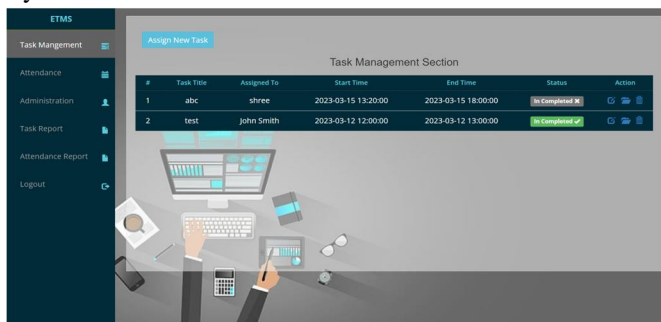 ETMS
Task Mangement
Attendance
Administration
Task Report
Attendance Report
Logout
Assign New Task
Task Management Section
# Task Title Assigned To Start Time End Time Status Action
1 abc shree 2023-03-15 13:20:00 2023-03-15 18:00:00 In Completed ✖
2 test John Smith 2023-03-12 12:00:00 2023-03-12 13:00:00 In Completed ✔